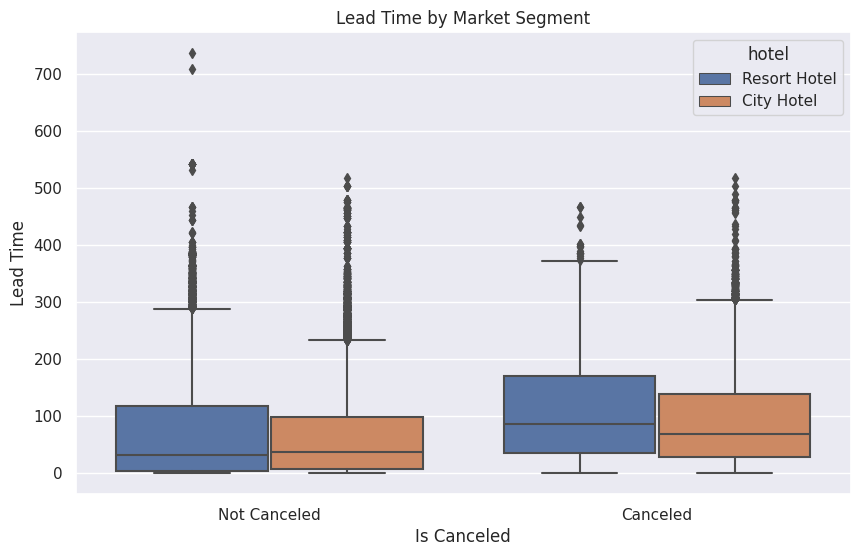 Lead Time by Market Segment
hotel
Resort Hotel
City Hotel
Lead Time
700
600
500
400
300
200
100
0
Not Canceled
Canceled
Is Canceled